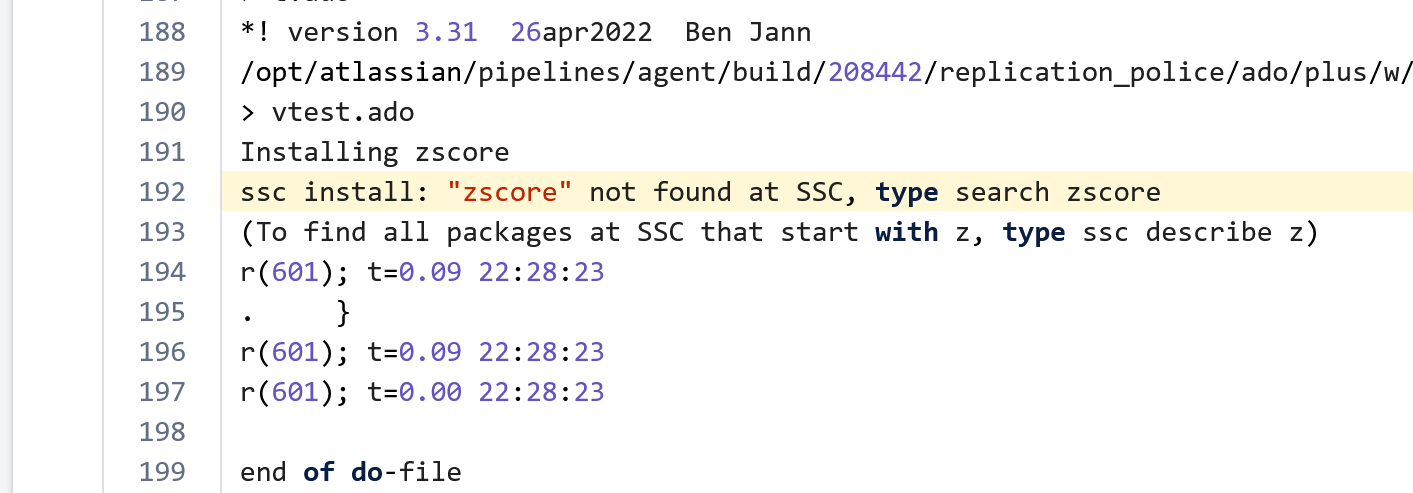 188 *! version 3.31  26apr2022  Ben Jann
189 /opt/atlassian/pipelines/agent/build/208442/replication_police/ado/plus/w/
190 > vtest.ado
191 Installing zscore
192 ssc install: "zscore" not found at SSC, type search zscore
193 (To find all packages at SSC that start with z, type ssc describe z)
194 r(601); t=0.09 22:28:23
195 .     }
196 r(601); t=0.09 22:28:23
197 r(601); t=0.00 22:28:23
198
199 end of do-file